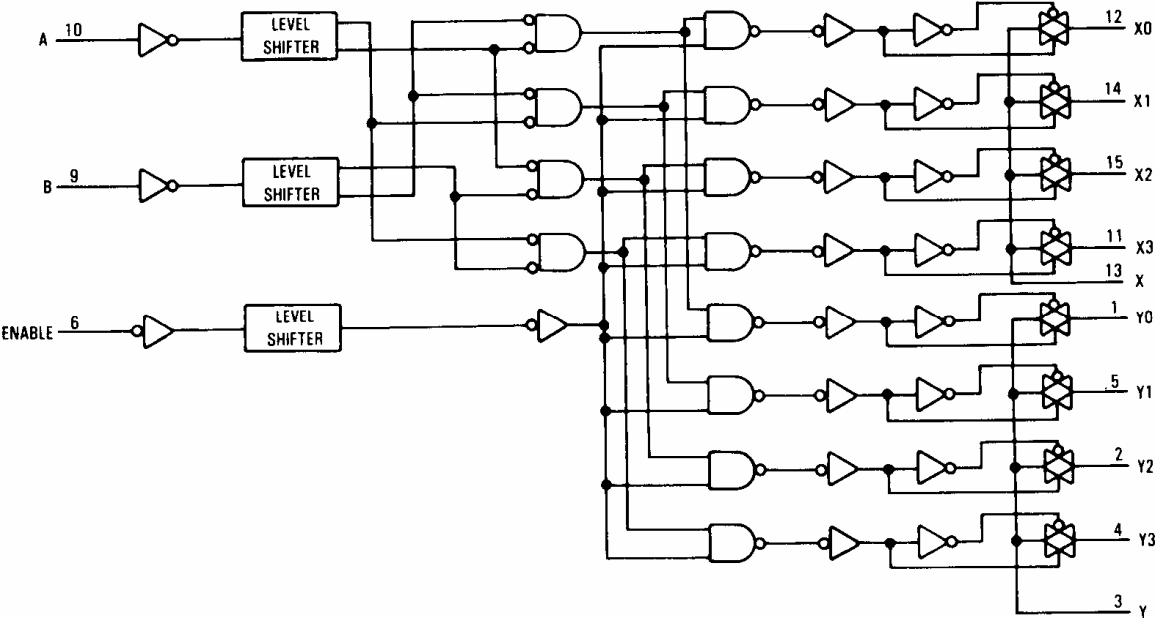 A 10
LEVEL
SHIFTER
12 X0
14 X1
B 9
LEVEL
SHIFTER
15 X2
11 X3
13 X
ENABLE 6
LEVEL
SHIFTER
1 Y0
5 Y1
2 Y2
4 Y3
3 Y